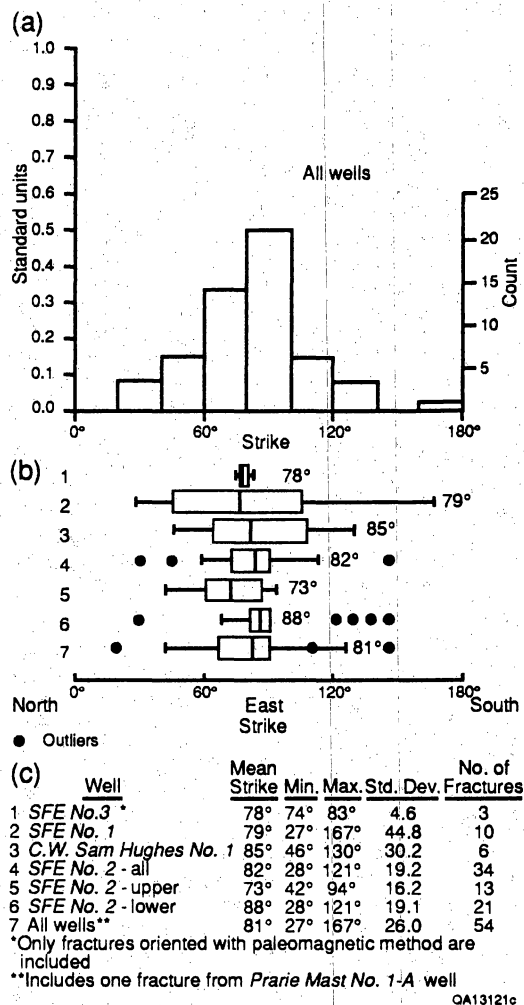 (a)
1.0
0.9
0.8
0.7
0.6
0.5
0.4
0.3
0.2
0.1
0.0
Standard units
All wells
25
20
15
10
5
Count
0°
60°
120°
180°
Strike
(b)
1 78°
2 79°
3 85°
4 82°
5 73°
6 88°
7 81°
0° 60° 120° 180°
North East South
Strike
● Outliers
(c)
Mean No. of
Well Strike Min. Max. Std. Dev. Fractures
1 SFE No.3 * 78° 74° 83° 4.6 3
2 SFE No. 1 79° 27° 167° 44.8 10
3 C.W. Sam Hughes No. 1 85° 46° 130° 30.2 6
4 SFE No. 2 - all 82° 28° 121° 19.2 34
5 SFE No. 2 - upper 73° 42° 94° 16.2 13
6 SFE No. 2 - lower 88° 28° 121° 19.1 21
7 All wells** 81° 27° 167° 26.0 54
*Only fractures oriented with paleomagnetic method are
included
**Includes one fracture from Prarie Mast No. 1-A well
QA13121c